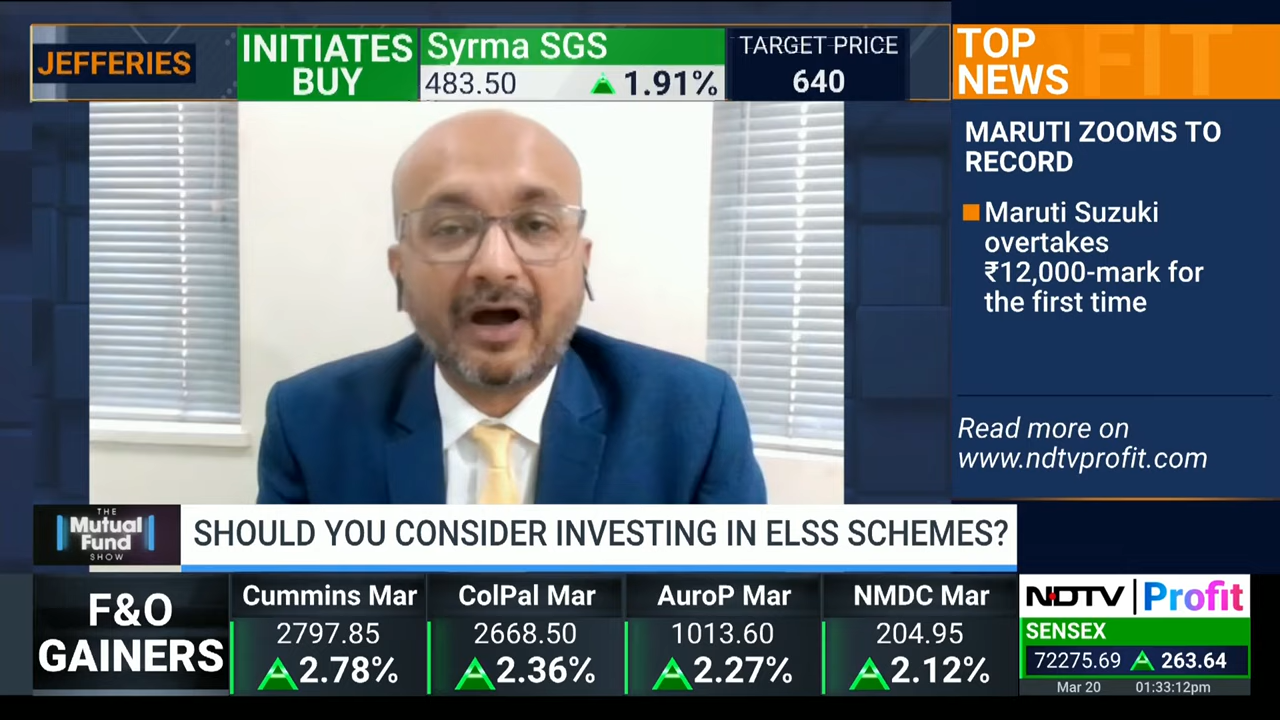 JEFFERIES
INITIATES
BUY
Syrma SGS
483.50 1.91%
TARGET PRICE
640
TOP
NEWS
MARUTI ZOOMS TO
RECORD
Maruti Suzuki
overtakes
₹12,000-mark for
the first time
Read more on
www.ndtvprofit.com
THE
Mutual
Fund
SHOW
SHOULD YOU CONSIDER INVESTING IN ELSS SCHEMES?
F&O
GAINERS
Cummins Mar
2797.85
2.78%
ColPal Mar
2668.50
2.36%
AuroP Mar
1013.60
2.27%
NMDC Mar
204.95
2.12%
NDTV Profit
SENSEX
72275.69 263.64
Mar 20 01:33:12pm